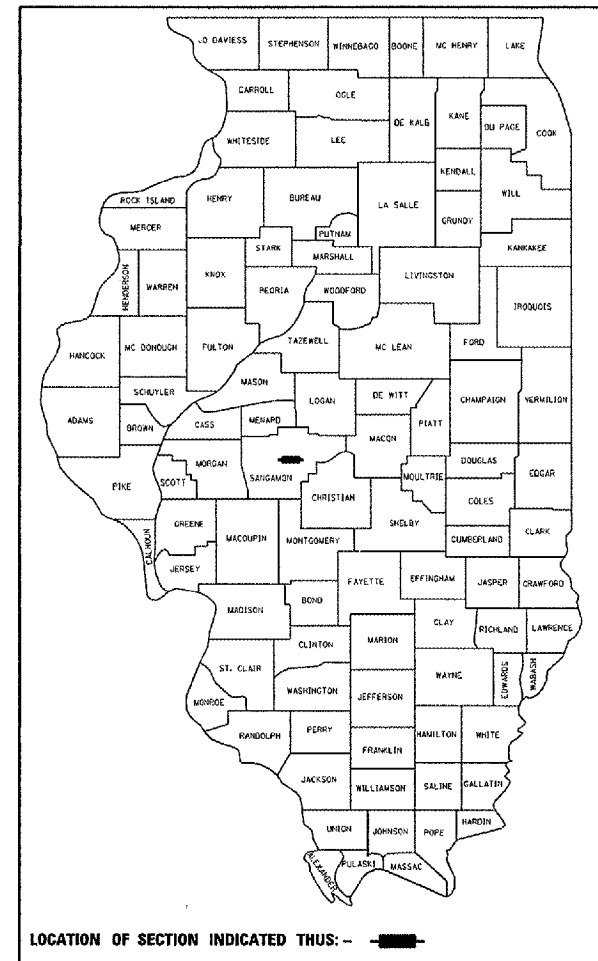 JO DAVIESS STEPHENSON WINNEBAGO BOONE MC HENRY LAKE
CARROLL OGLE
DE KALB KANE DU PAGE COOK
WHITESIDE LEE
KENDALL
ROCK ISLAND HENRY BUREAU LA SALLE GRUNDY WILL
MERCER PUTNAM
STARK MARSHALL KANKAKEE
HENDERSON WARREN KNOX PEORIA WOODFORD LIVINGSTON IROQUOIS
HANCOCK MC DONOUGH FULTON TAZEWELL MC LEAN FORD
MASON
SCHUYLER LOGAN DE WITT CHAMPAIGN VERMILION
ADAMS BROWN CASS MENARD MACON PIATT
MORGAN SANGAMON MOULTRIE DOUGLAS EDGAR
PIKE SCOTT CHRISTIAN COLES
CALHOUN GREENE MACOUPIN MONTGOMERY SHELBY CUMBERLAND CLARK
JERSEY FAYETTE EFFINGHAM JASPER CRAWFORD
MADISON BOND
CLINTON MARION CLAY RICHLAND LAWRENCE
ST. CLAIR WAYNE EDWARDS WABASH
MONROE WASHINGTON JEFFERSON
RANDOLPH PERRY HAMILTON WHITE
FRANKLIN
JACKSON WILLIAMSON SALINE GALLATIN
UNION JOHNSON POPE HARDIN
ALEXANDER PULASKI MASSAC
LOCATION OF SECTION INDICATED THUS: -